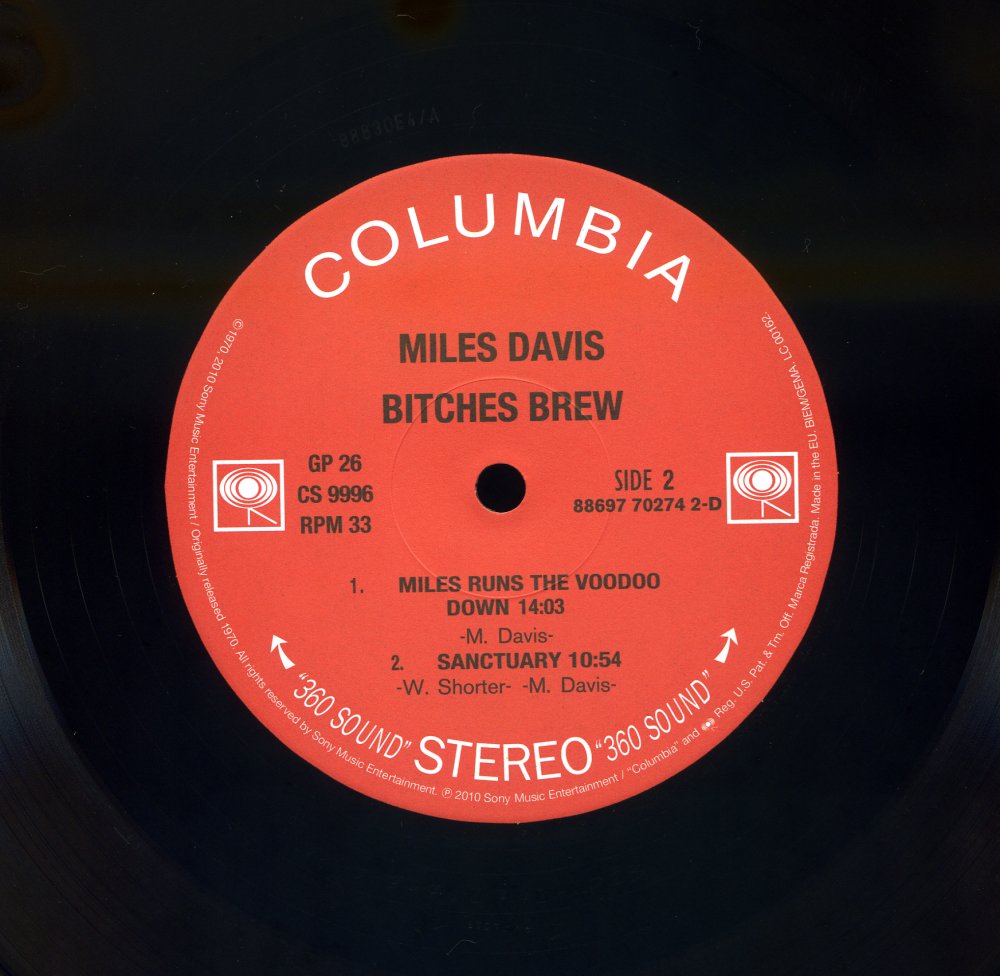 88830E4/A
COLUMBIA
MILES DAVIS
BITCHES BREW
GP 26
CS 9996
RPM 33
SIDE 2
88697 70274 2-D
1. MILES RUNS THE VOODOO
DOWN 14:03
-M. Davis-
2. SANCTUARY 10:54
-W. Shorter- -M. Davis-
"360 SOUND" STEREO "360 SOUND"
©1970, 2010 Sony Music Entertainment / Originally released 1970. All rights reserved by Sony Music Entertainment. ℗ 2010 Sony Music Entertainment / "Columbia" and Reg. U.S. Pat. & Tm. Off. Marca Registrada. Made in the EU. BIEM/GEMA. LC 00162.